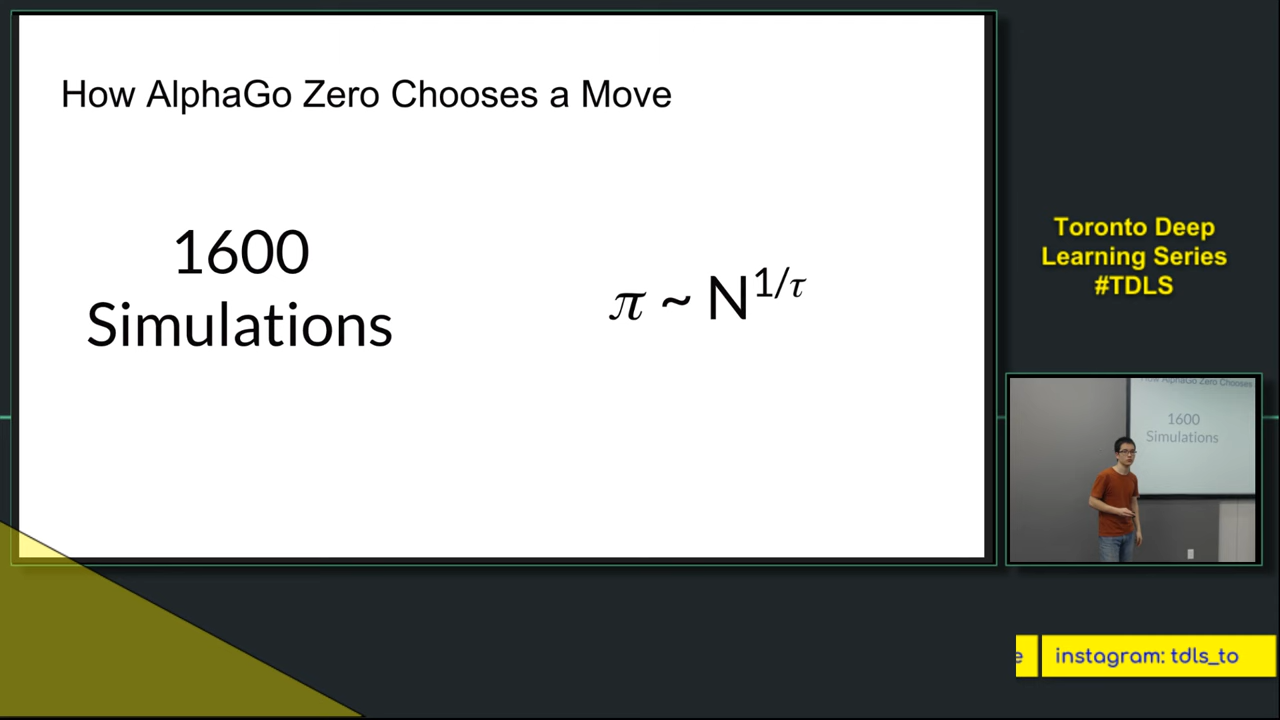 How AlphaGo Zero Chooses a Move
1600
Simulations
π ~ N^{1/τ}
Toronto Deep
Learning Series
#TDLS
How AlphaGo Zero Chooses
1600
Simulations
e
instagram: tdls_to